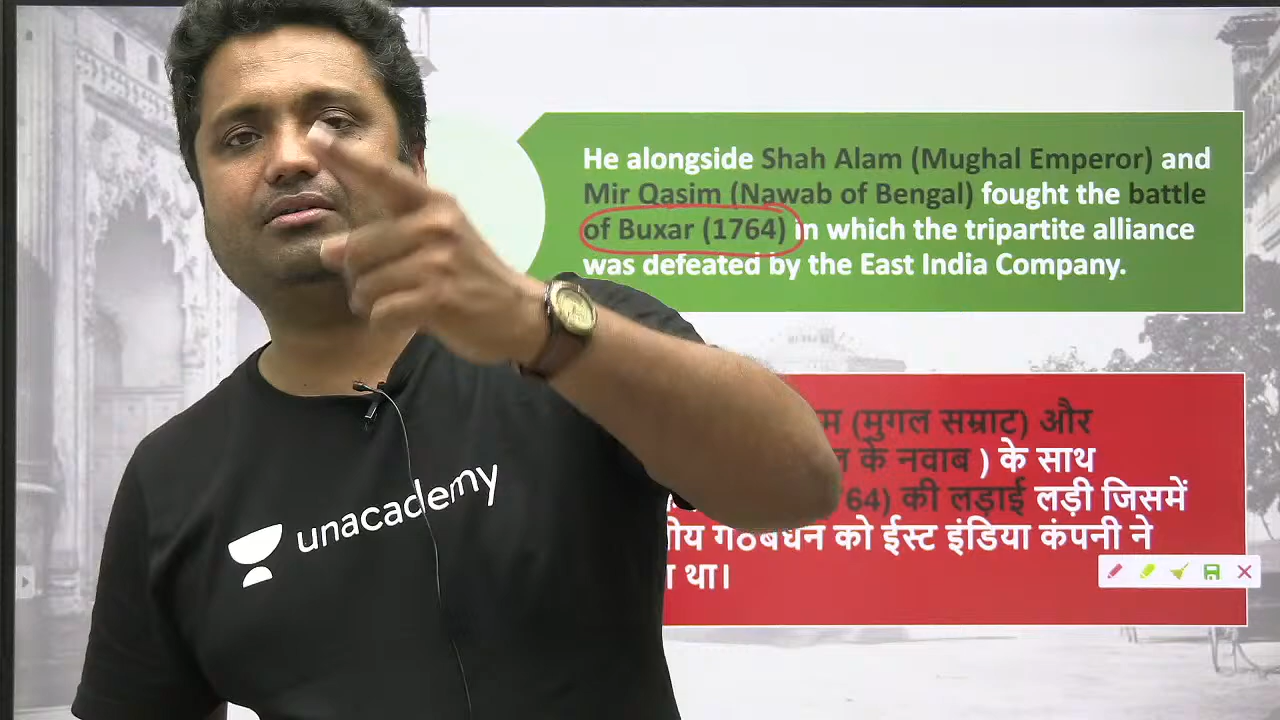 He alongside Shah Alam (Mughal Emperor) and
Mir Qasim (Nawab of Bengal) fought the battle
of Buxar (1764) in which the tripartite alliance
was defeated by the East India Company.
(मुगल सम्राट) और
के नवाब ) के साथ
64) की लड़ाई लड़ी जिसमें
गठबंधन को ईस्ट इंडिया कंपनी ने
था।
unacademy